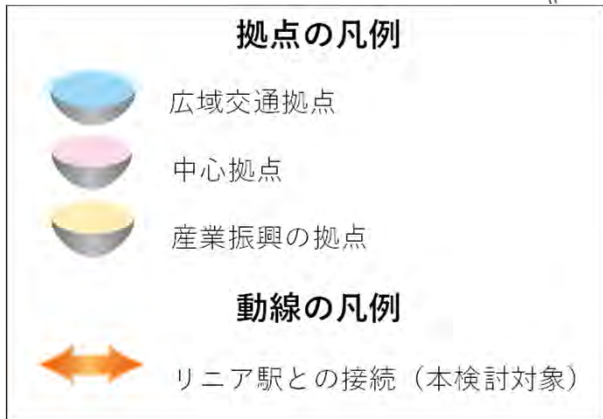 拠点の凡例
広域交通拠点
中心拠点
産業振興の拠点
動線の凡例
リニア駅との接続（本検討対象）